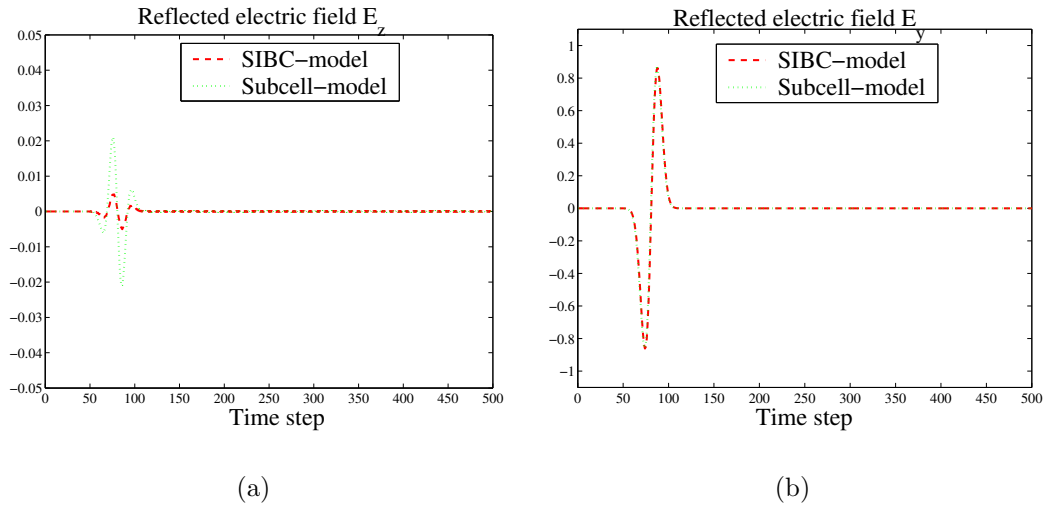 Reflected electric field E_z
0.05
0.04
0.03
0.02
0.01
0
−0.01
−0.02
−0.03
−0.04
−0.05
SIBC−model
Subcell−model
0 50 100 150 200 250 300 350 400 450 500
Time step
(a)
Reflected electric field E_y
1
0.8
0.6
0.4
0.2
0
−0.2
−0.4
−0.6
−0.8
−1
SIBC−model
Subcell−model
0 50 100 150 200 250 300 350 400 450 500
Time step
(b)